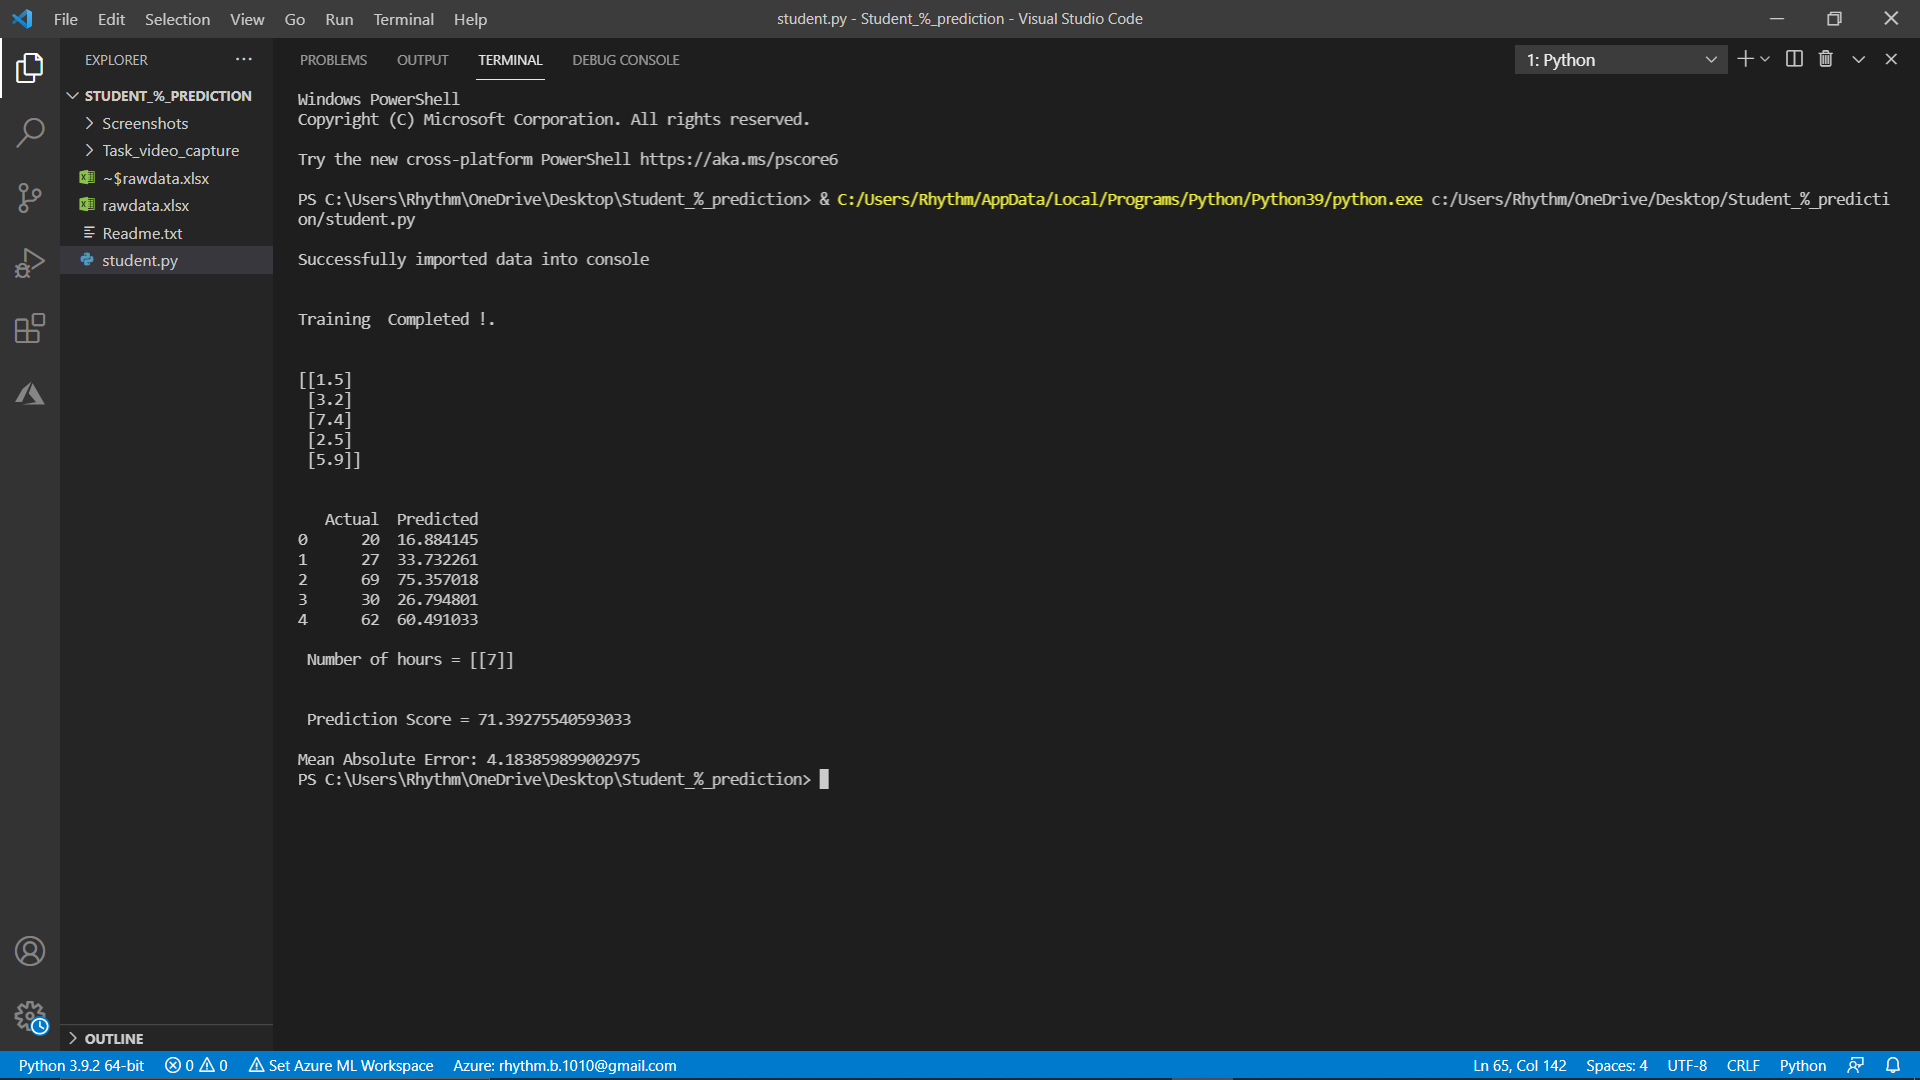 File Edit Selection View Go Run Terminal Help
student.py - Student_%_prediction - Visual Studio Code
EXPLORER
STUDENT_%_PREDICTION
Screenshots
Task_video_capture
~$rawdata.xlsx
rawdata.xlsx
Readme.txt
student.py
OUTLINE
PROBLEMS OUTPUT TERMINAL DEBUG CONSOLE
1: Python
Windows PowerShell
Copyright (C) Microsoft Corporation. All rights reserved.
Try the new cross-platform PowerShell https://aka.ms/pscore6
PS C:\Users\Rhythm\OneDrive\Desktop\Student_%_prediction> & C:/Users/Rhythm/AppData/Local/Programs/Python/Python39/python.exe c:/Users/Rhythm/OneDrive/Desktop/Student_%_predicti
on/student.py
Successfully imported data into console
Training  Completed !.
[[1.5]
 [3.2]
 [7.4]
 [2.5]
 [5.9]]
   Actual  Predicted
0      20  16.884145
1      27  33.732261
2      69  75.357018
3      30  26.794801
4      62  60.491033
 Number of hours = [[7]]
 Prediction Score = 71.39275540593033
Mean Absolute Error: 4.183859899002975
PS C:\Users\Rhythm\OneDrive\Desktop\Student_%_prediction>
Python 3.9.2 64-bit 0 0 Set Azure ML Workspace Azure: rhythm.b.1010@gmail.com Ln 65, Col 142 Spaces: 4 UTF-8 CRLF Python